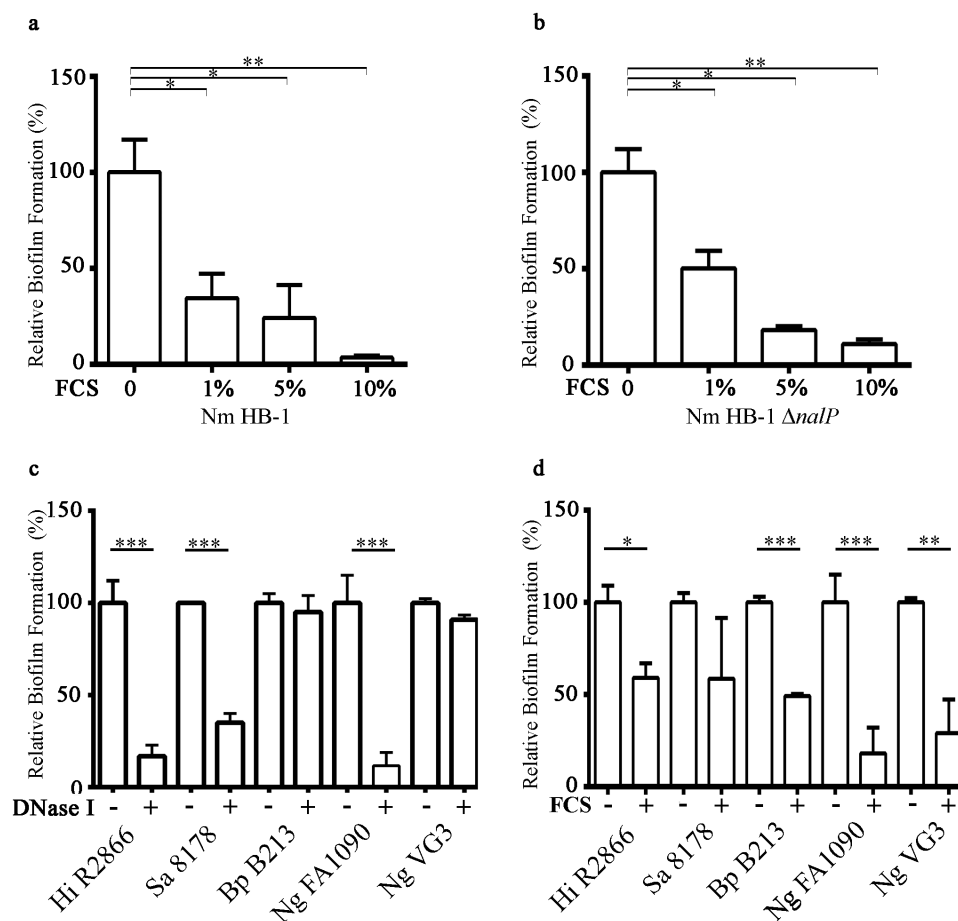 a
**
*
*
150
100
50
0
Relative Biofilm Formation (%)
FCS 0 1% 5% 10%
Nm HB-1
b
**
*
*
150
100
50
0
Relative Biofilm Formation (%)
FCS 0 1% 5% 10%
Nm HB-1 ΔnalP
c
150
100
50
0
Relative Biofilm Formation (%)
*** *** ***
DNase I - + - + - + - + - +
Hi R2866
Sa 8178
Bp B213
Ng FA1090
Ng VG3
d
150
100
50
0
Relative Biofilm Formation (%)
* *** *** **
FCS - + - + - + - + - +
Hi R2866
Sa 8178
Bp B213
Ng FA1090
Ng VG3